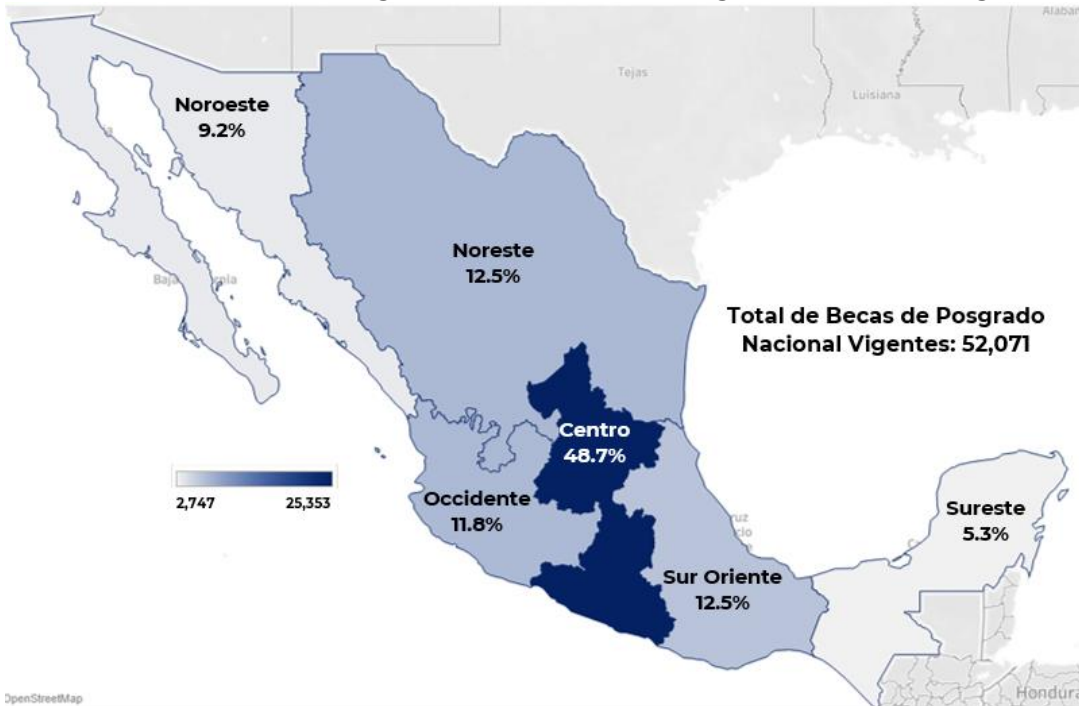 Alabam
Tejas
Luisiana
Noroeste
9.2%
Noreste
12.5%
Total de Becas de Posgrado
Nacional Vigentes: 52,071
Centro
48.7%
2,747 25,353
Occidente
11.8%
Sureste
5.3%
Sur Oriente
12.5%
OpenStreetMap
Hondura